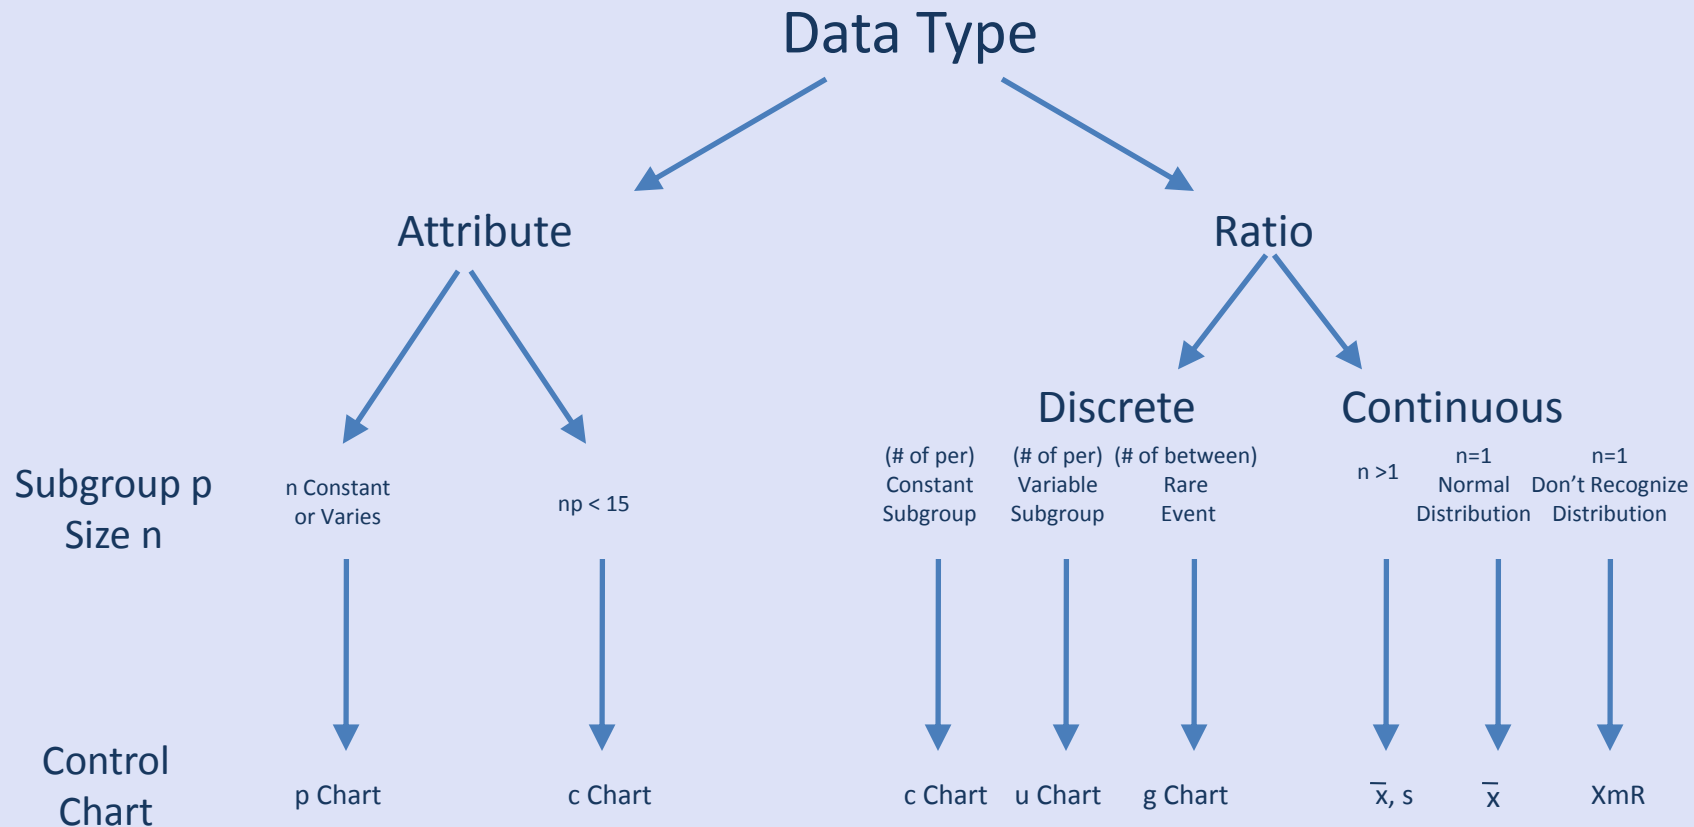 Data Type
Attribute
Ratio
Discrete
Continuous
Subgroup p
Size n
n Constant
or Varies
np < 15
(# of per)
Constant
Subgroup
(# of per)
Variable
Subgroup
(# of between)
Rare
Event
n >1
n=1
Normal
Distribution
n=1
Don’t Recognize
Distribution
Control
Chart
p Chart
c Chart
c Chart
u Chart
g Chart
x̅, s
x̅
XmR